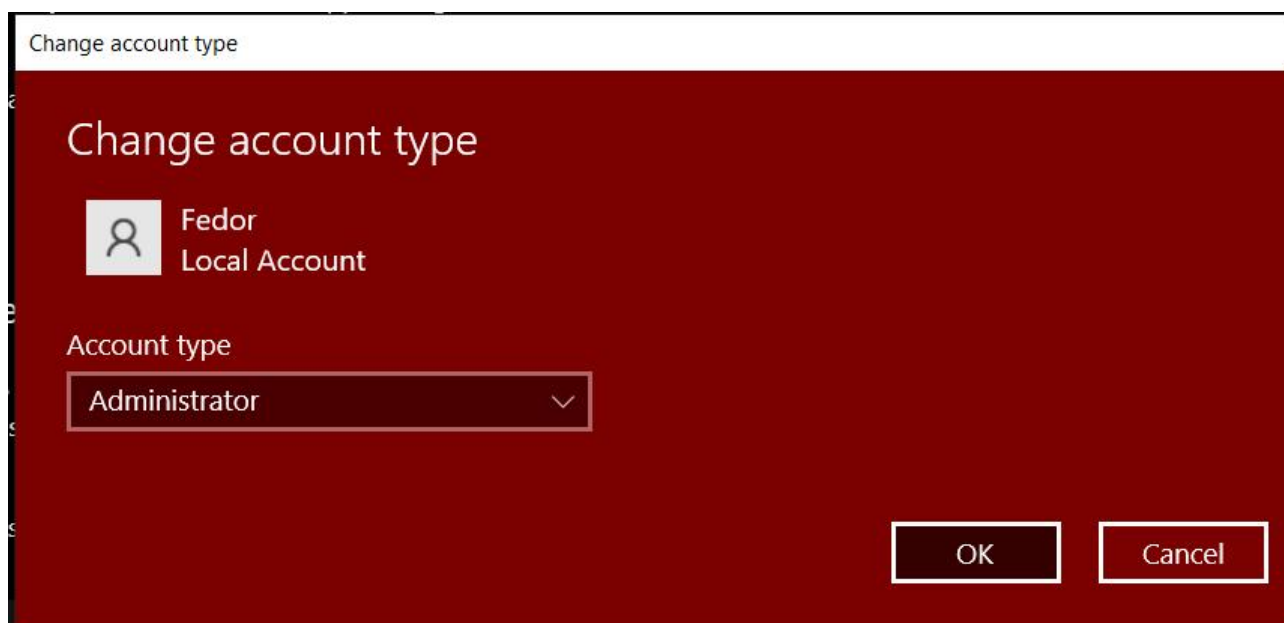 Change account type
Change account type
Fedor
Local Account
Account type
Administrator
OK
Cancel